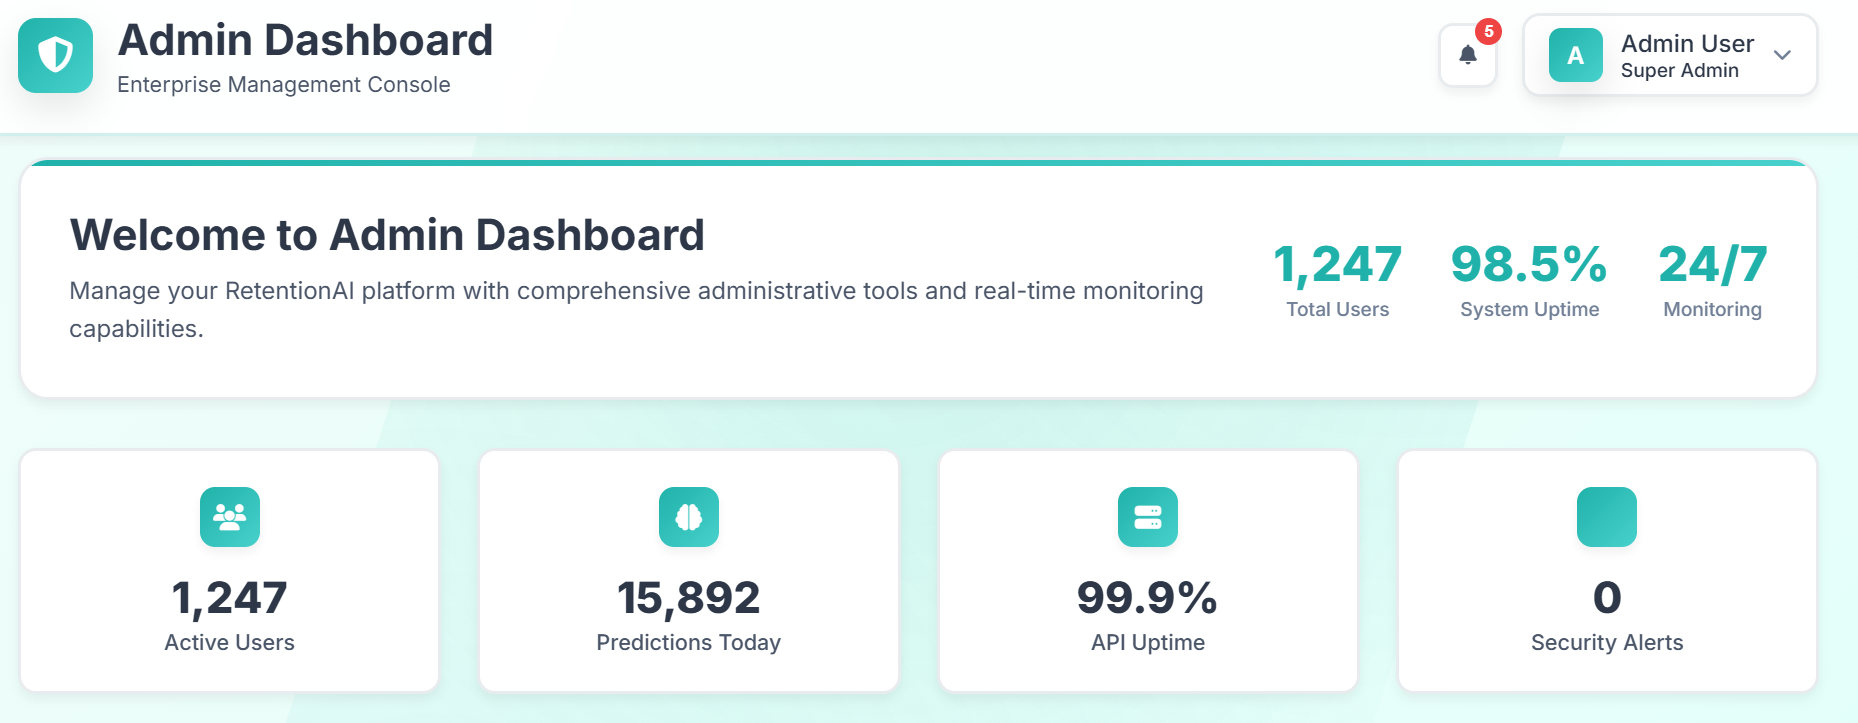 Admin Dashboard
Enterprise Management Console
5
A
Admin User
Super Admin
Welcome to Admin Dashboard
Manage your RetentionAI platform with comprehensive administrative tools and real-time monitoring
capabilities.
1,247
Total Users
98.5%
System Uptime
24/7
Monitoring
1,247
Active Users
15,892
Predictions Today
99.9%
API Uptime
0
Security Alerts